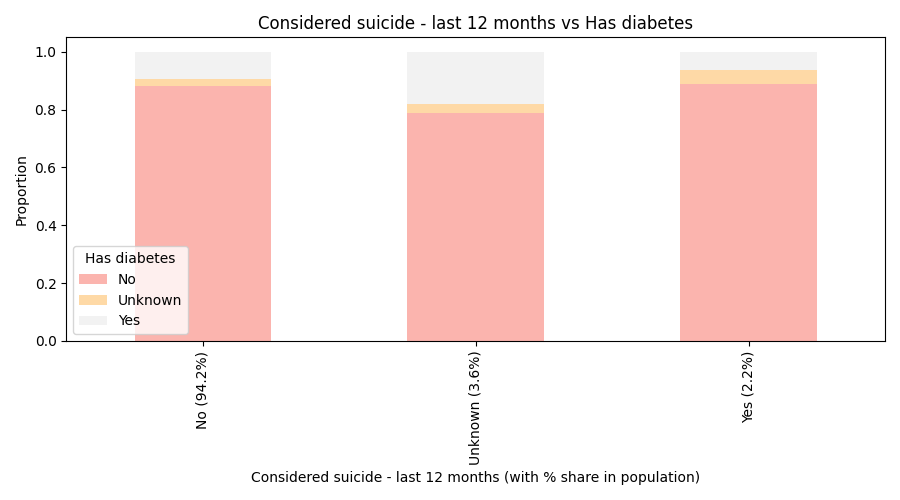 Considered suicide - last 12 months vs Has diabetes
1.0
0.8
0.6
0.4
0.2
0.0
Proportion
Has diabetes
No
Unknown
Yes
No (94.2%)
Unknown (3.6%)
Yes (2.2%)
Considered suicide - last 12 months (with % share in population)